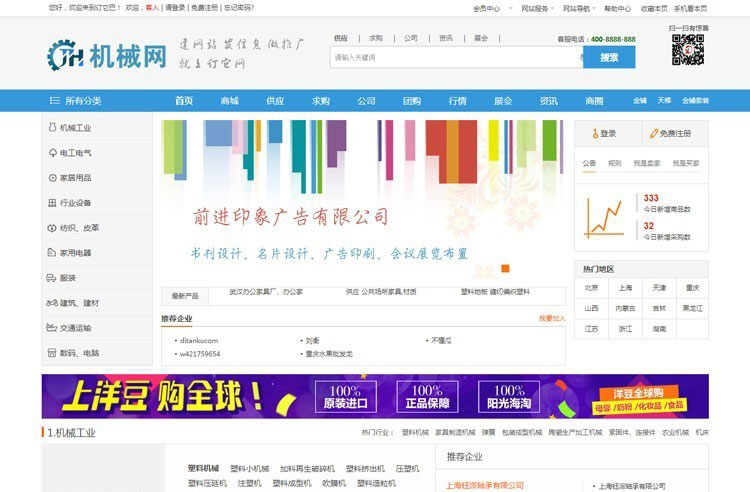 您好，欢迎来到订它巴！ 欢迎，客人 | 请登录 | 免费注册 | 忘记密码?
会员中心 网站服务 网站导航 帮助中心 收藏本页 手机看本页
扫一扫有惊喜
机械网
建网站 发信息 做推广
就上订它网
供应 | 求购 | 公司 | 资讯 | 展会 |
客服电话：400-8888-888
请输入关键词
搜索
所有分类 首页 商城 供应 求购 公司 团购 行情 展会 资讯 商圈 金铺 天梯 金铺套装
机械工业
电工电气
家居用品
行业设备
纺织、皮革
家用电器
服装
建筑、建材
交通运输
数码、电脑
前进印象广告有限公司
书刊设计、名片设计、广告印刷、会议展览布置
登录 免费注册
公告 规则 我是卖家 我是买家
333
今日新增商品数
32
今日新增采购数
热门地区
北京 上海 天津 重庆
山西 内蒙古 吉林 黑龙江
江苏 浙江 湖南
最新产品 武汉办公家具厂、办公家 供应 公共场所家具,材质 塑料地板 缝纫编织塑料
推荐企业 我要加入
ditankucom 刘衡 不懂瓜
w421759654 重庆水果批发龙
上洋豆 购全球！
100% 原装进口
100% 正品保障
100% 阳光海淘
洋豆全球购
母婴/奶粉/化妆品/食品
1.机械工业
热门行业： 塑料机械 家具制造机械 弹簧 包装成型机械 陶瓷生产加工机械 紧固件、连接件 农业机械 机床
塑料机械 塑料小机械 加料再生破碎机 塑料挤出机 压塑机
塑料压延机 注塑机 塑料成型机 吹膜机 塑料造粒机
推荐企业
上海钰派轴承有限公司 上海钰派轴承有限公司